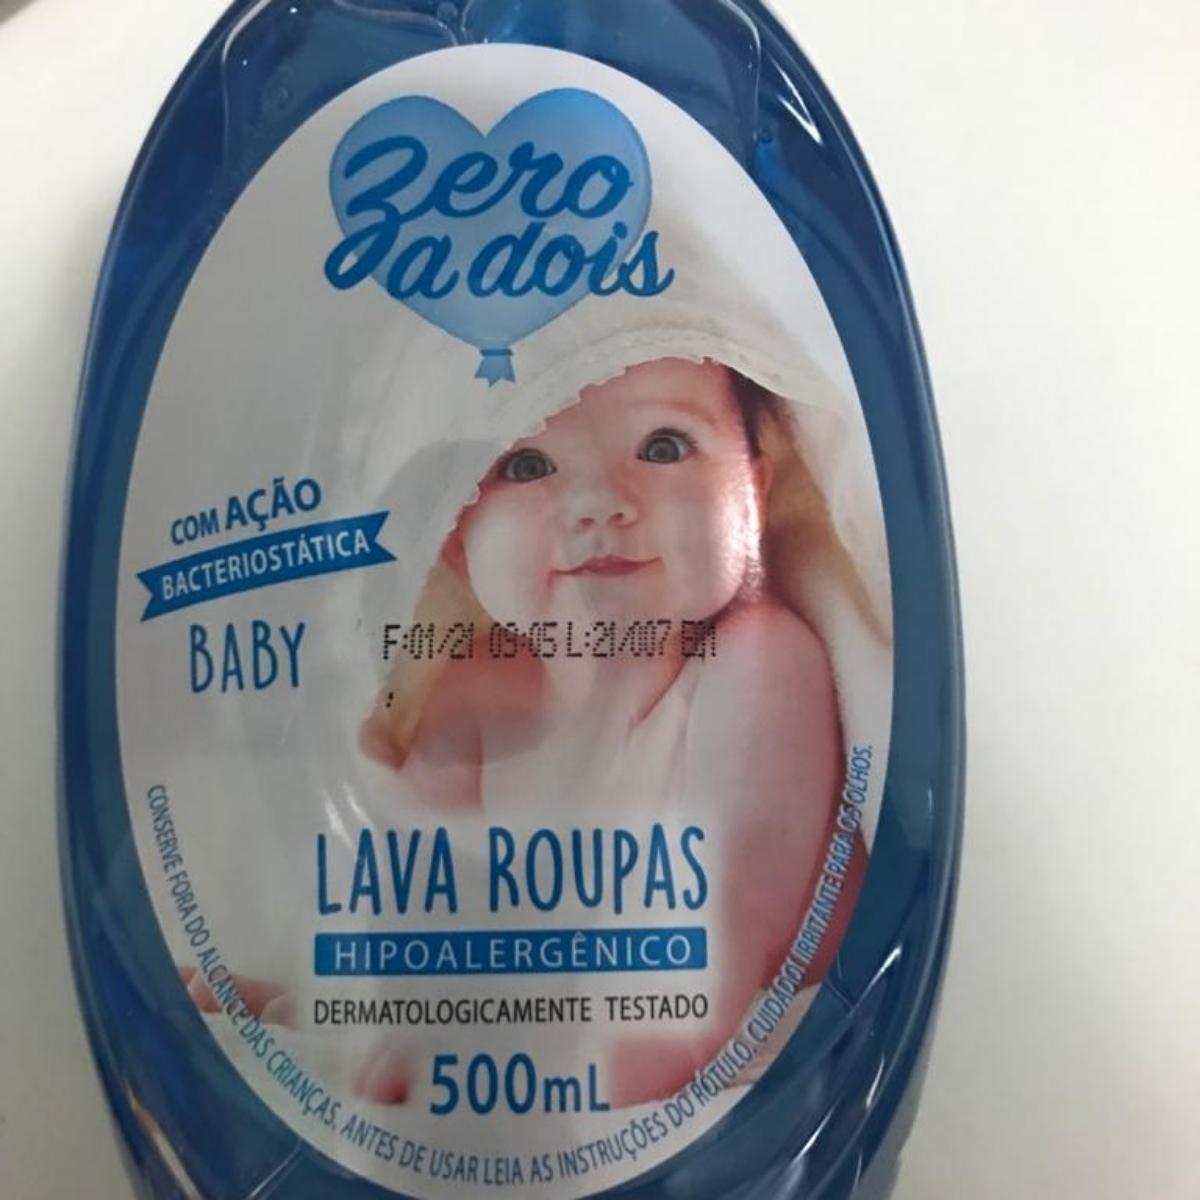 Zero
a dois
COM AÇÃO
BACTERIOSTÁTICA
BABY
F:01/21 09:05 L:21/007
LAVA ROUPAS
HIPOALERGÊNICO
DERMATOLOGICAMENTE TESTADO
500mL
CONSERVE FORA DO ALCANCE DAS CRIANÇAS. ANTES DE USAR LEIA AS INSTRUÇÕES DO RÓTULO. CUIDADO! IRRITANTE PARA OS OLHOS.